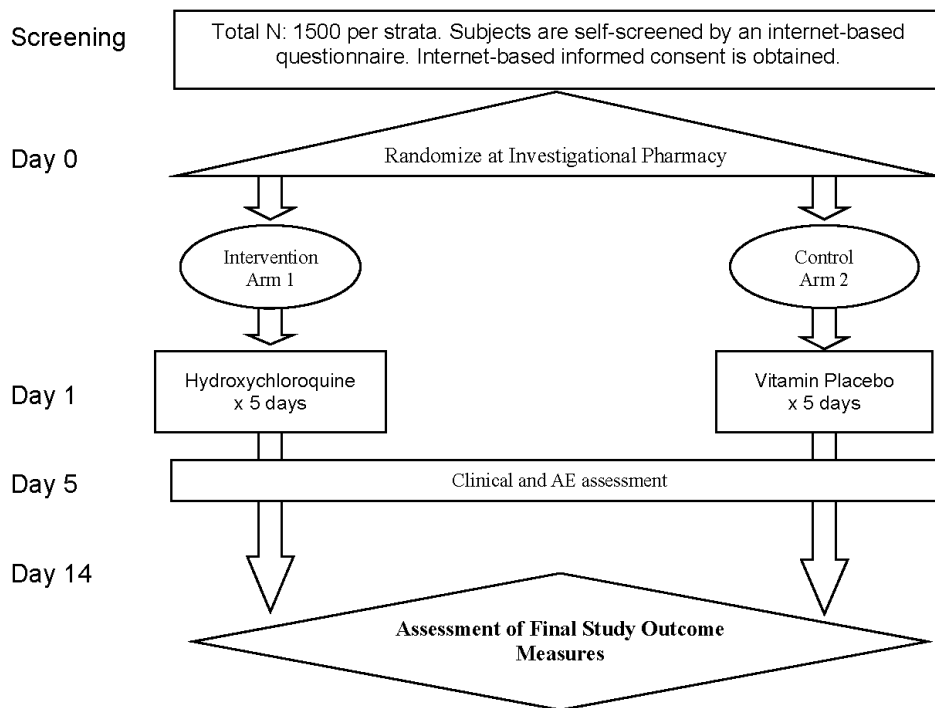 Screening
Total N: 1500 per strata. Subjects are self-screened by an internet-based
questionnaire. Internet-based informed consent is obtained.
Day 0
Randomize at Investigational Pharmacy
Intervention
Arm 1
Control
Arm 2
Day 1
Hydroxychloroquine
x 5 days
Vitamin Placebo
x 5 days
Day 5
Clinical and AE assessment
Day 14
Assessment of Final Study Outcome
Measures